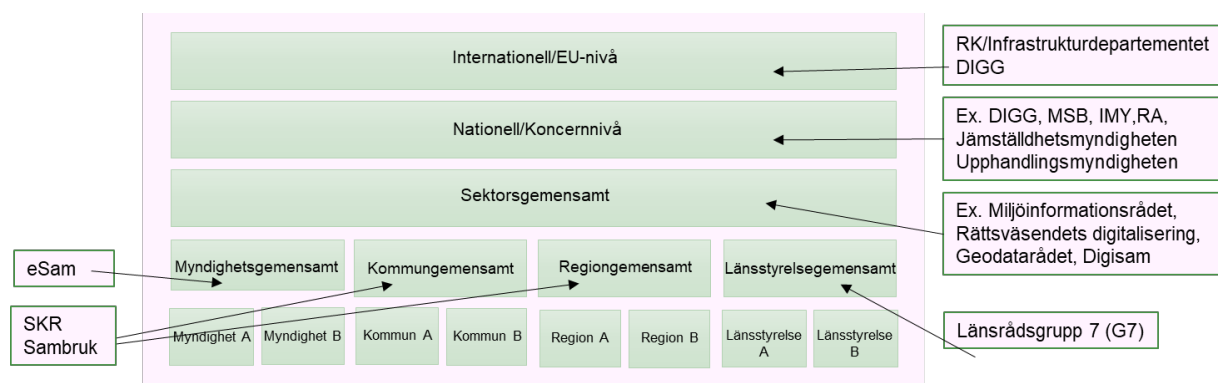 Internationell/EU-nivå
RK/Infrastrukturdepartementet
DIGG
Nationell/Koncernnivå
Ex. DIGG, MSB, IMY,RA,
Jämställdhetsmyndigheten
Upphandlingsmyndigheten
Sektorsgemensamt
Ex. Miljöinformationsrådet,
Rättsväsendets digitalisering,
Geodatarådet, Digisam
eSam
Myndighetsgemensamt
Kommungemensamt
Regiongemensamt
Länsstyrelsegemensamt
SKR
Sambruk
Myndighet A
Myndighet B
Kommun A
Kommun B
Region A
Region B
Länsstyrelse
A
Länsstyrelse
B
Länsrådsgrupp 7 (G7)